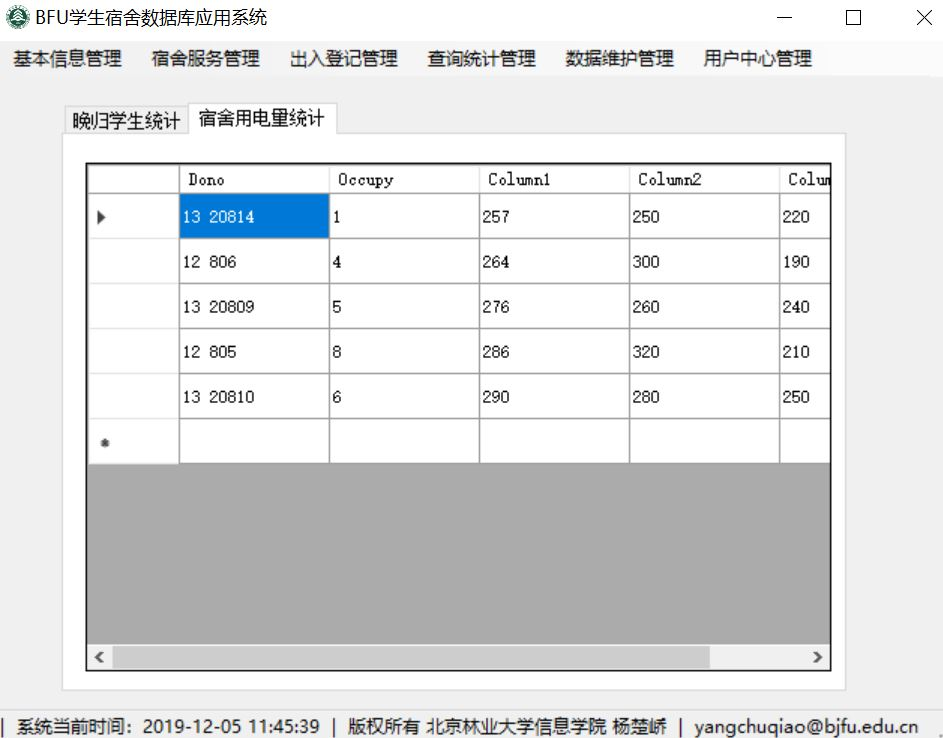 BFU学生宿舍数据库应用系统
基本信息管理 宿舍服务管理 出入登记管理 查询统计管理 数据维护管理 用户中心管理
晚归学生统计 宿舍用电量统计
Dono Occupy Column1 Column2 Colum
13 20814 1 257 250 220
12 806 4 264 300 190
13 20809 5 276 260 240
12 805 8 286 320 210
13 20810 6 290 280 250
| 系统当前时间：2019-12-05 11:45:39 | 版权所有 北京林业大学信息学院 杨楚峤 | yangchuqiao@bjfu.edu.cn